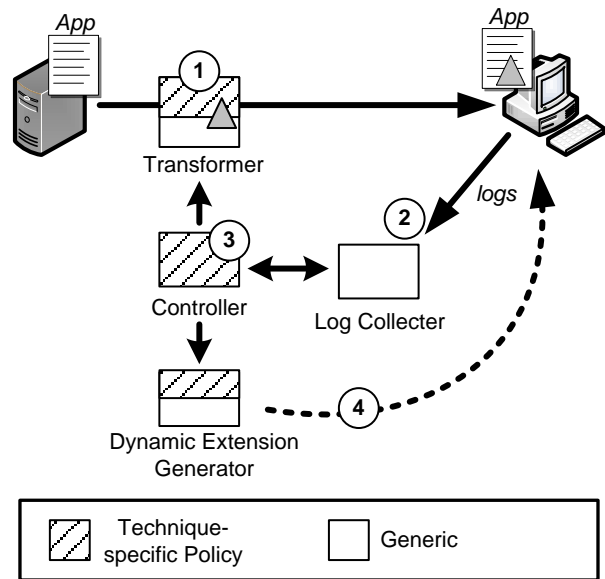 App
App
1
Transformer
logs
2
3
Controller
Log Collecter
4
Dynamic Extension
Generator
Technique-
specific Policy
Generic